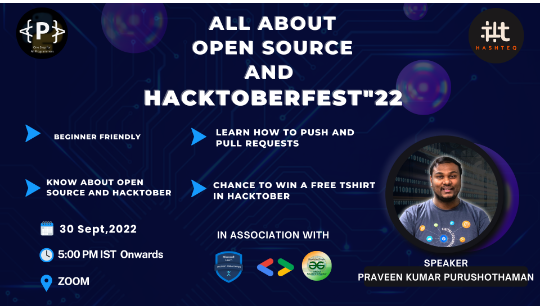 {P}
ALL ABOUT
OPEN SOURCE
AND
HACKTOBERFEST"22
HASHTEQ
BEGINNER FRIENDLY
LEARN HOW TO PUSH AND
PULL REQUESTS
KNOW ABOUT OPEN
SOURCE AND HACKTOBER
CHANCE TO WIN A FREE TSHIRT
IN HACKTOBER
30 Sept,2022
5:00 PM IST Onwards
ZOOM
IN ASSOCIATION WITH
SPEAKER
PRAVEEN KUMAR PURUSHOTHAMAN